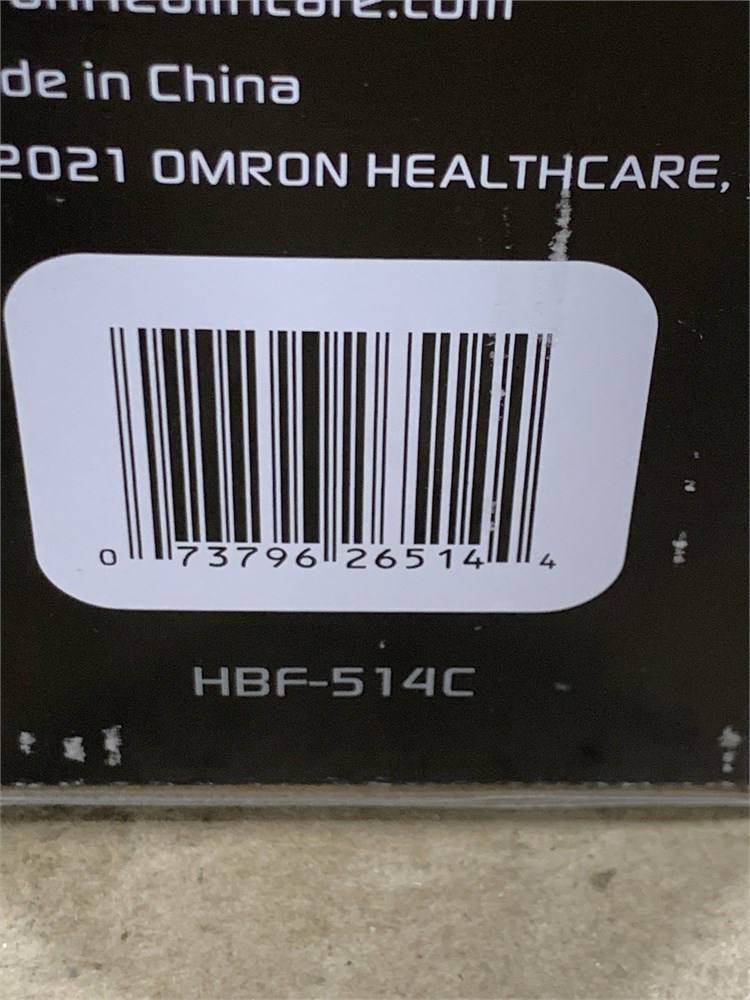 de in China
2021 OMRON HEALTHCARE,
0 73796 26514 4
HBF-514C